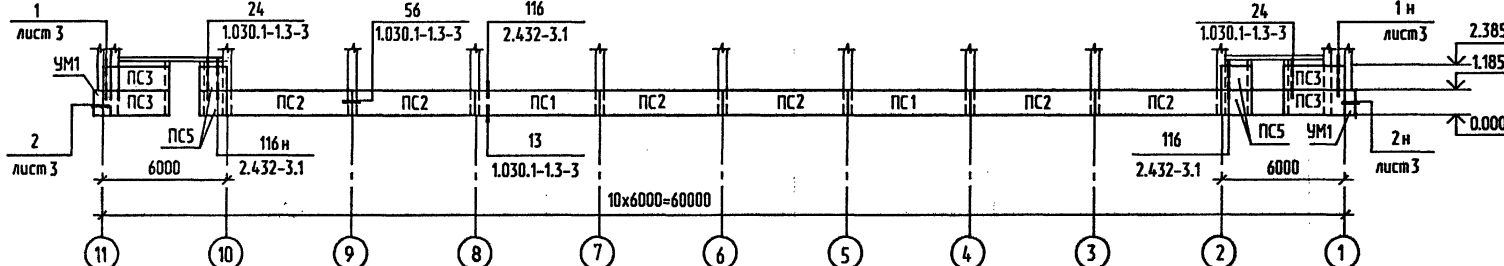 1
лист 3
24
1.030.1-1.3-3
56
1.030.1-1.3-3
116
2.432-3.1
24
1.030.1-1.3-3
1н
лист3
2.385
1.185
0.000
УМ1
ПС3
ПС3
ПС2
ПС2
ПС1
ПС2
ПС2
ПС1
ПС2
ПС2
ПС3
ПС3
2
лист 3
ПС5
116н
2.432-3.1
13
1.030.1-1.3-3
116
2.432-3.1
ПС5
УМ1
2н
лист3
6000
6000
10х6000=60000
11
10
9
8
7
6
5
4
3
2
1